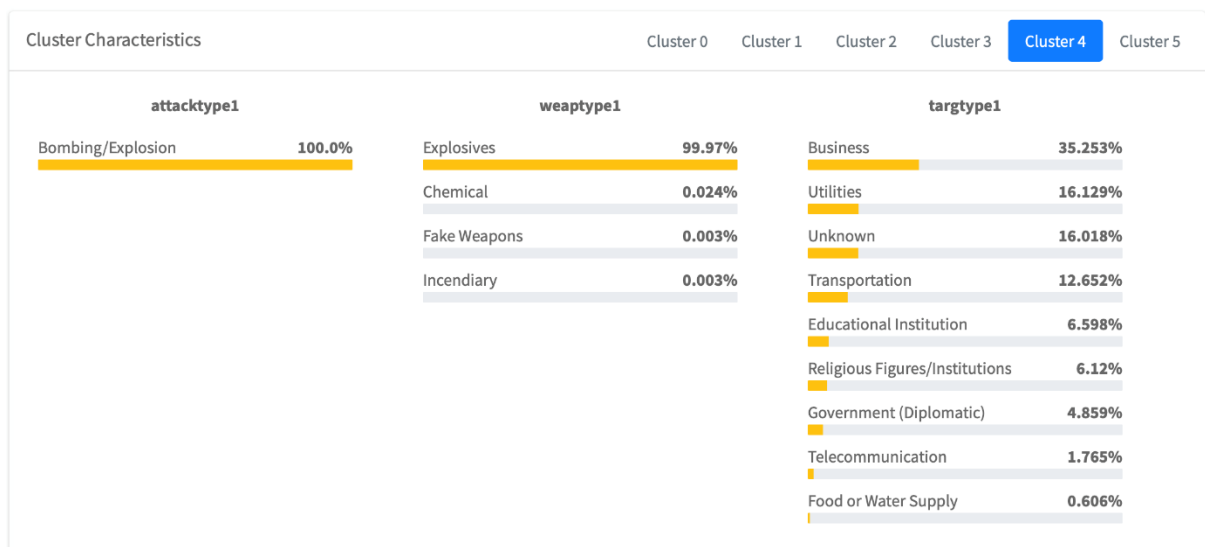 Cluster Characteristics Cluster 0 Cluster 1 Cluster 2 Cluster 3 Cluster 4 Cluster 5
attacktype1
Bombing/Explosion 100.0%
weaptype1
Explosives 99.97%
Chemical 0.024%
Fake Weapons 0.003%
Incendiary 0.003%
targtype1
Business 35.253%
Utilities 16.129%
Unknown 16.018%
Transportation 12.652%
Educational Institution 6.598%
Religious Figures/Institutions 6.12%
Government (Diplomatic) 4.859%
Telecommunication 1.765%
Food or Water Supply 0.606%